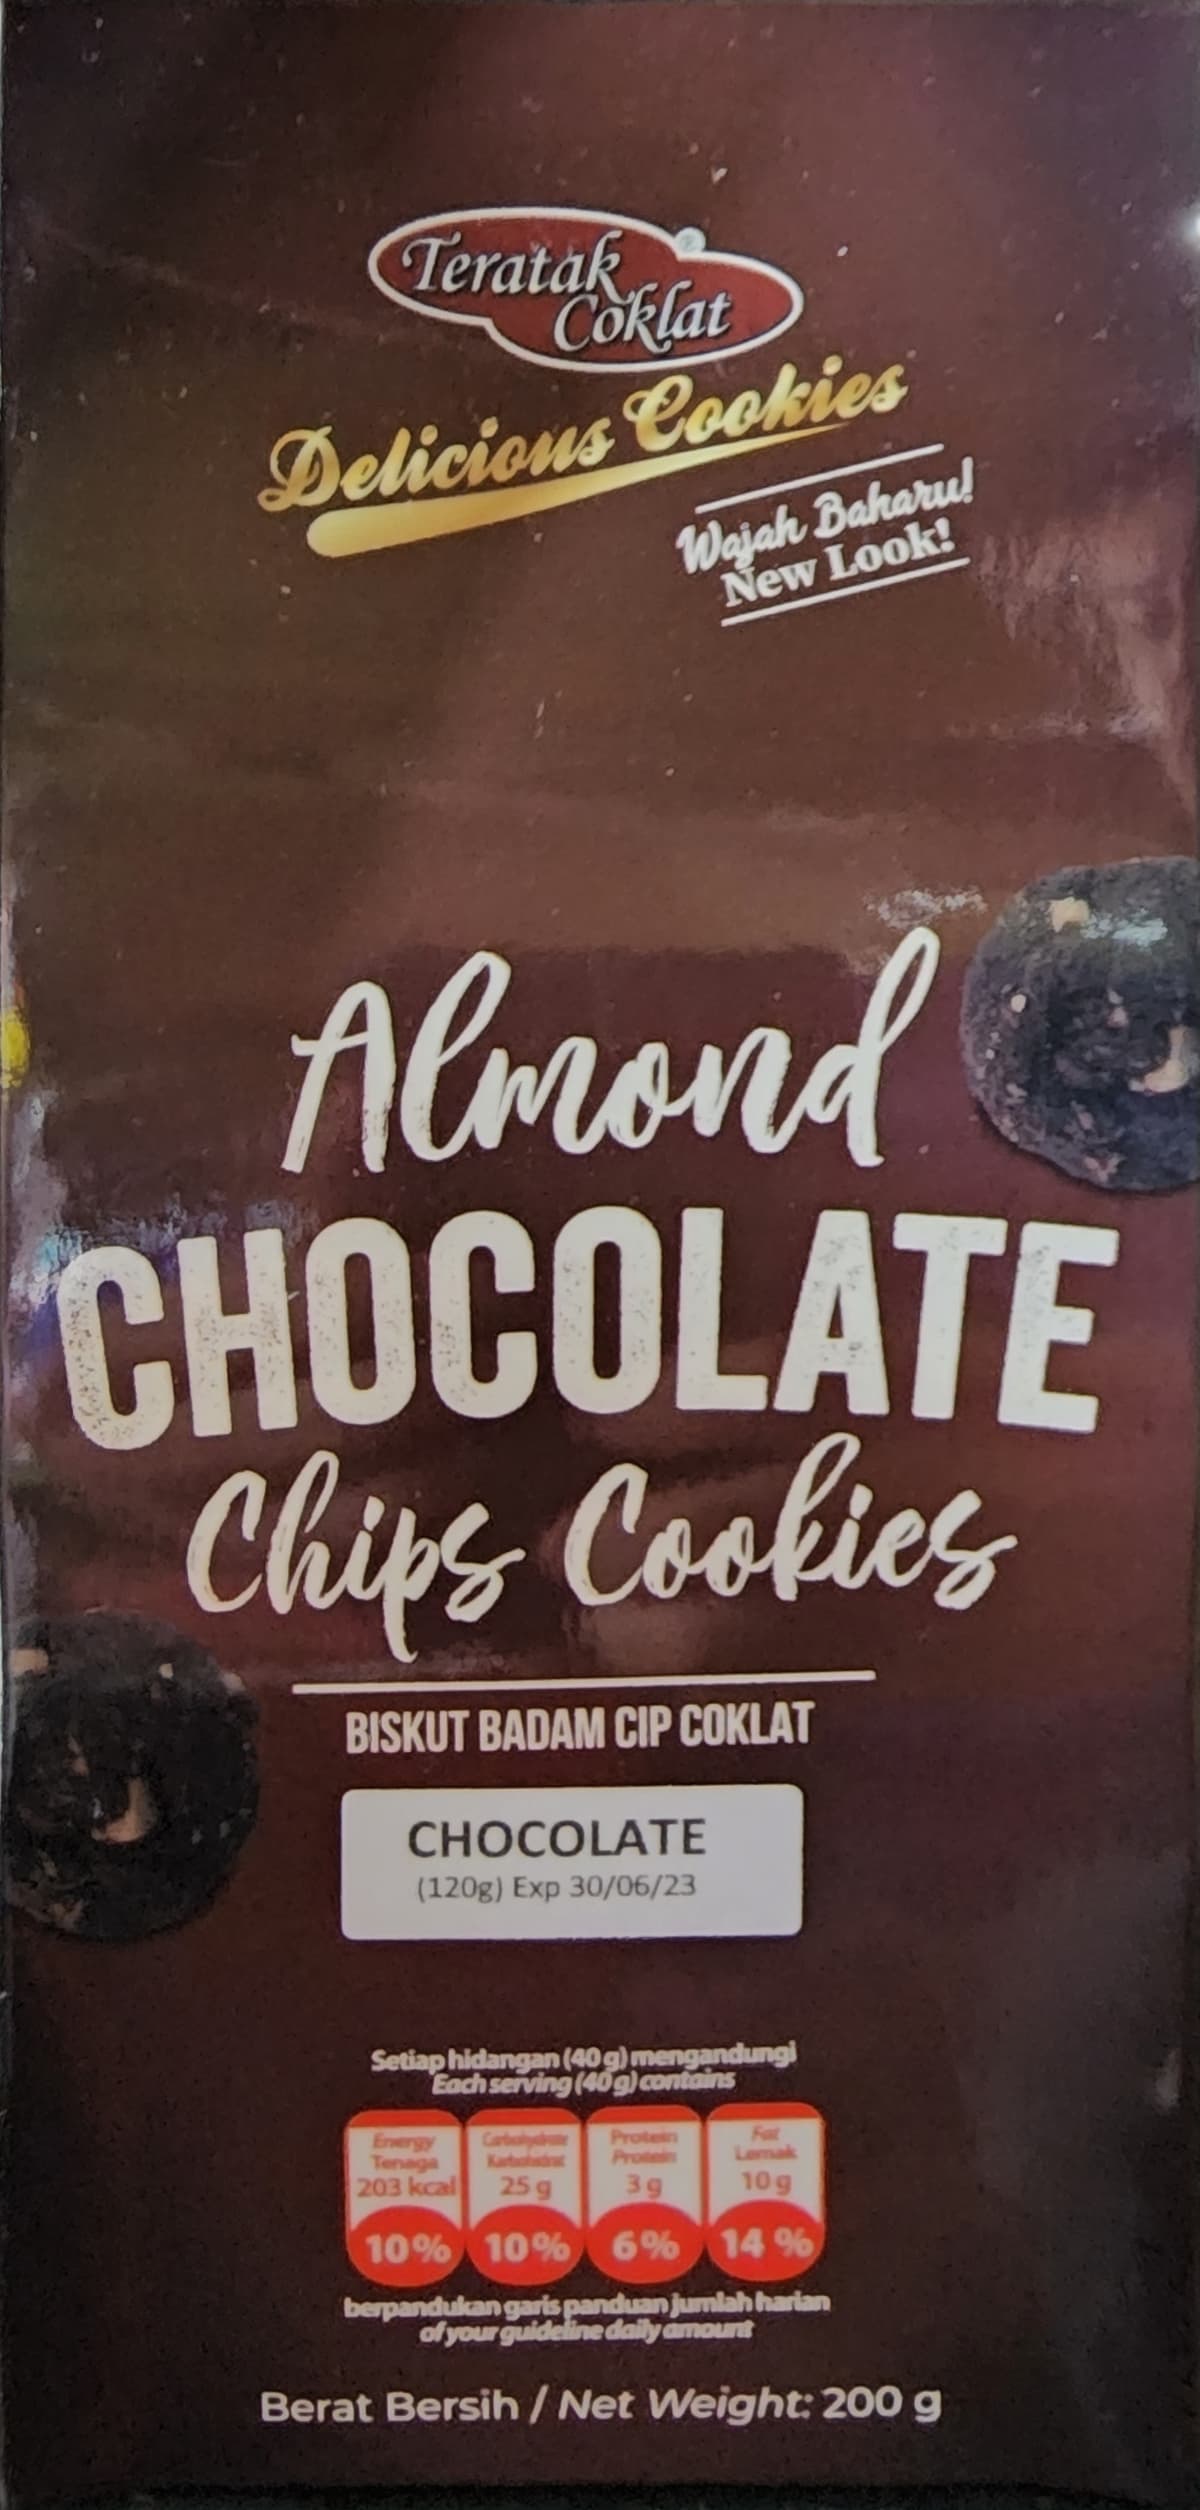 Teratak
Coklat
Delicious Cookies
Wajah Baharu!
New Look!
Almond
CHOCOLATE
Chips Cookies
BISKUT BADAM CIP COKLAT
CHOCOLATE
(120g) Exp 30/06/23
Setiap hidangan (40 g) mengandungi
Each serving (40 g) contains
Energy
Tenaga
203 kcal
10%
Carbohydrate
Karbohidrat
25 g
10%
Protein
Protein
3 g
6%
Fat
Lemak
10 g
14 %
berpandukan garis panduan jumlah harian
of your guideline daily amount
Berat Bersih / Net Weight: 200 g